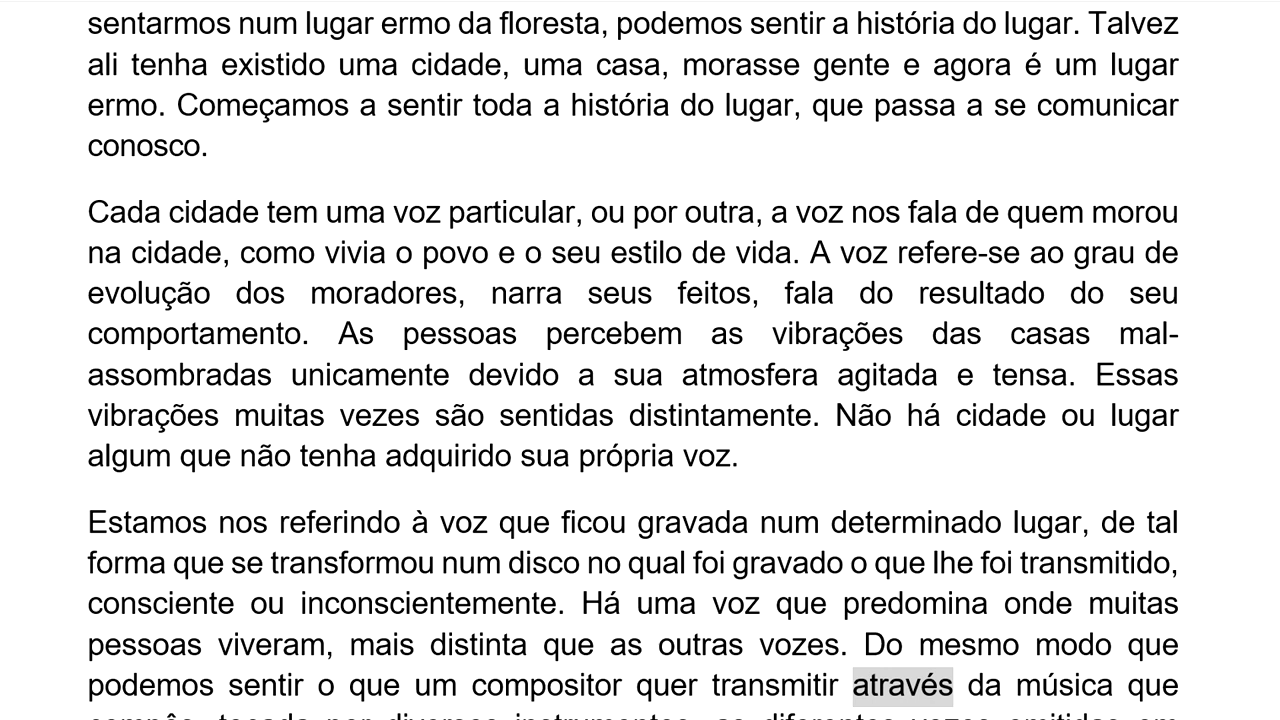 sentarmos num lugar ermo da floresta, podemos sentir a história do lugar. Talvez
ali tenha existido uma cidade, uma casa, morasse gente e agora é um lugar
ermo. Começamos a sentir toda a história do lugar, que passa a se comunicar
conosco.
Cada cidade tem uma voz particular, ou por outra, a voz nos fala de quem morou
na cidade, como vivia o povo e o seu estilo de vida. A voz refere-se ao grau de
evolução dos moradores, narra seus feitos, fala do resultado do seu
comportamento. As pessoas percebem as vibrações das casas mal-
assombradas unicamente devido a sua atmosfera agitada e tensa. Essas
vibrações muitas vezes são sentidas distintamente. Não há cidade ou lugar
algum que não tenha adquirido sua própria voz.
Estamos nos referindo à voz que ficou gravada num determinado lugar, de tal
forma que se transformou num disco no qual foi gravado o que lhe foi transmitido,
consciente ou inconscientemente. Há uma voz que predomina onde muitas
pessoas viveram, mais distinta que as outras vozes. Do mesmo modo que
podemos sentir o que um compositor quer transmitir através da música que